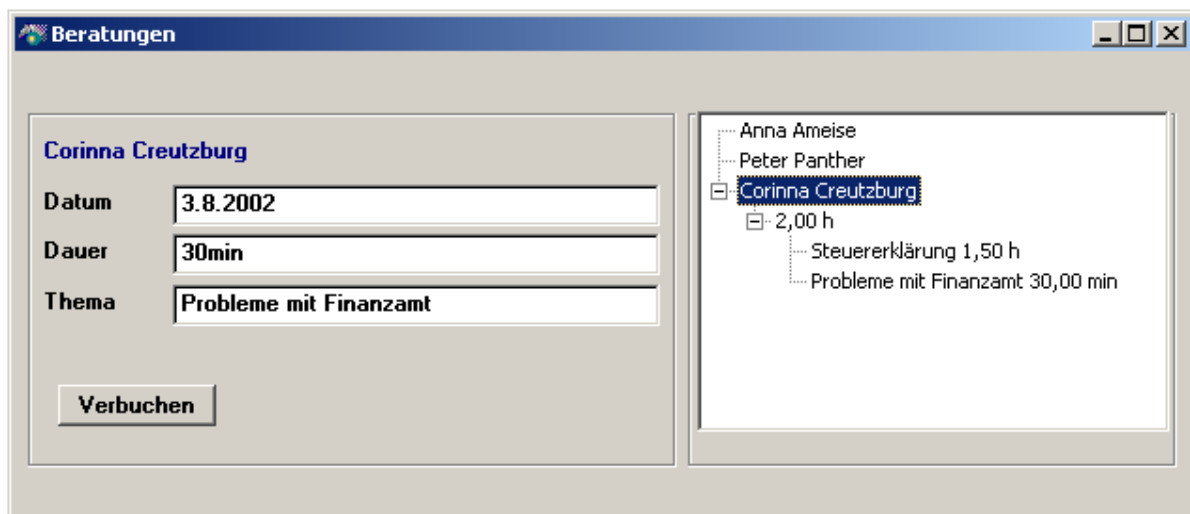 Beratungen
Corinna Creutzburg
Datum 3.8.2002
Dauer 30min
Thema Probleme mit Finanzamt
Verbuchen
Anna Ameise
Peter Panther
Corinna Creutzburg
2,00 h
Steuererklärung 1,50 h
Probleme mit Finanzamt 30,00 min